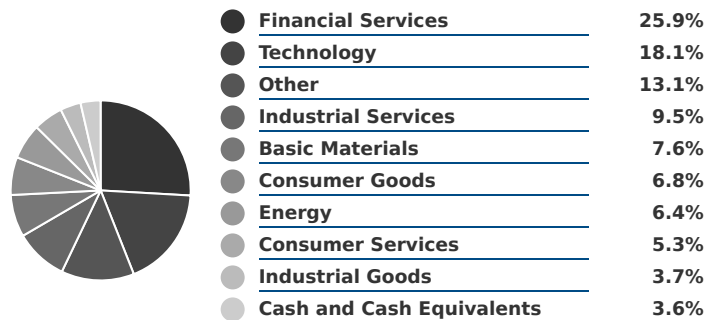 Financial Services 25.9%
Technology 18.1%
Other 13.1%
Industrial Services 9.5%
Basic Materials 7.6%
Consumer Goods 6.8%
Energy 6.4%
Consumer Services 5.3%
Industrial Goods 3.7%
Cash and Cash Equivalents 3.6%